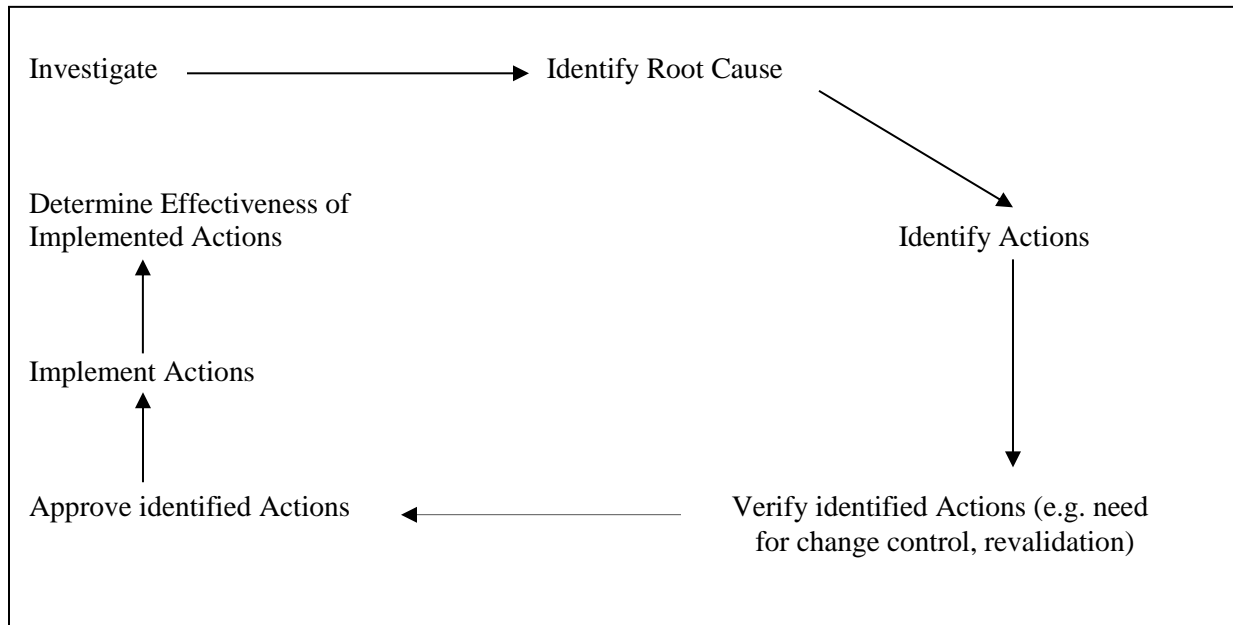 Investigate
Identify Root Cause
Determine Effectiveness of
Implemented Actions
Identify Actions
Implement Actions
Approve identified Actions
Verify identified Actions (e.g. need
for change control, revalidation)